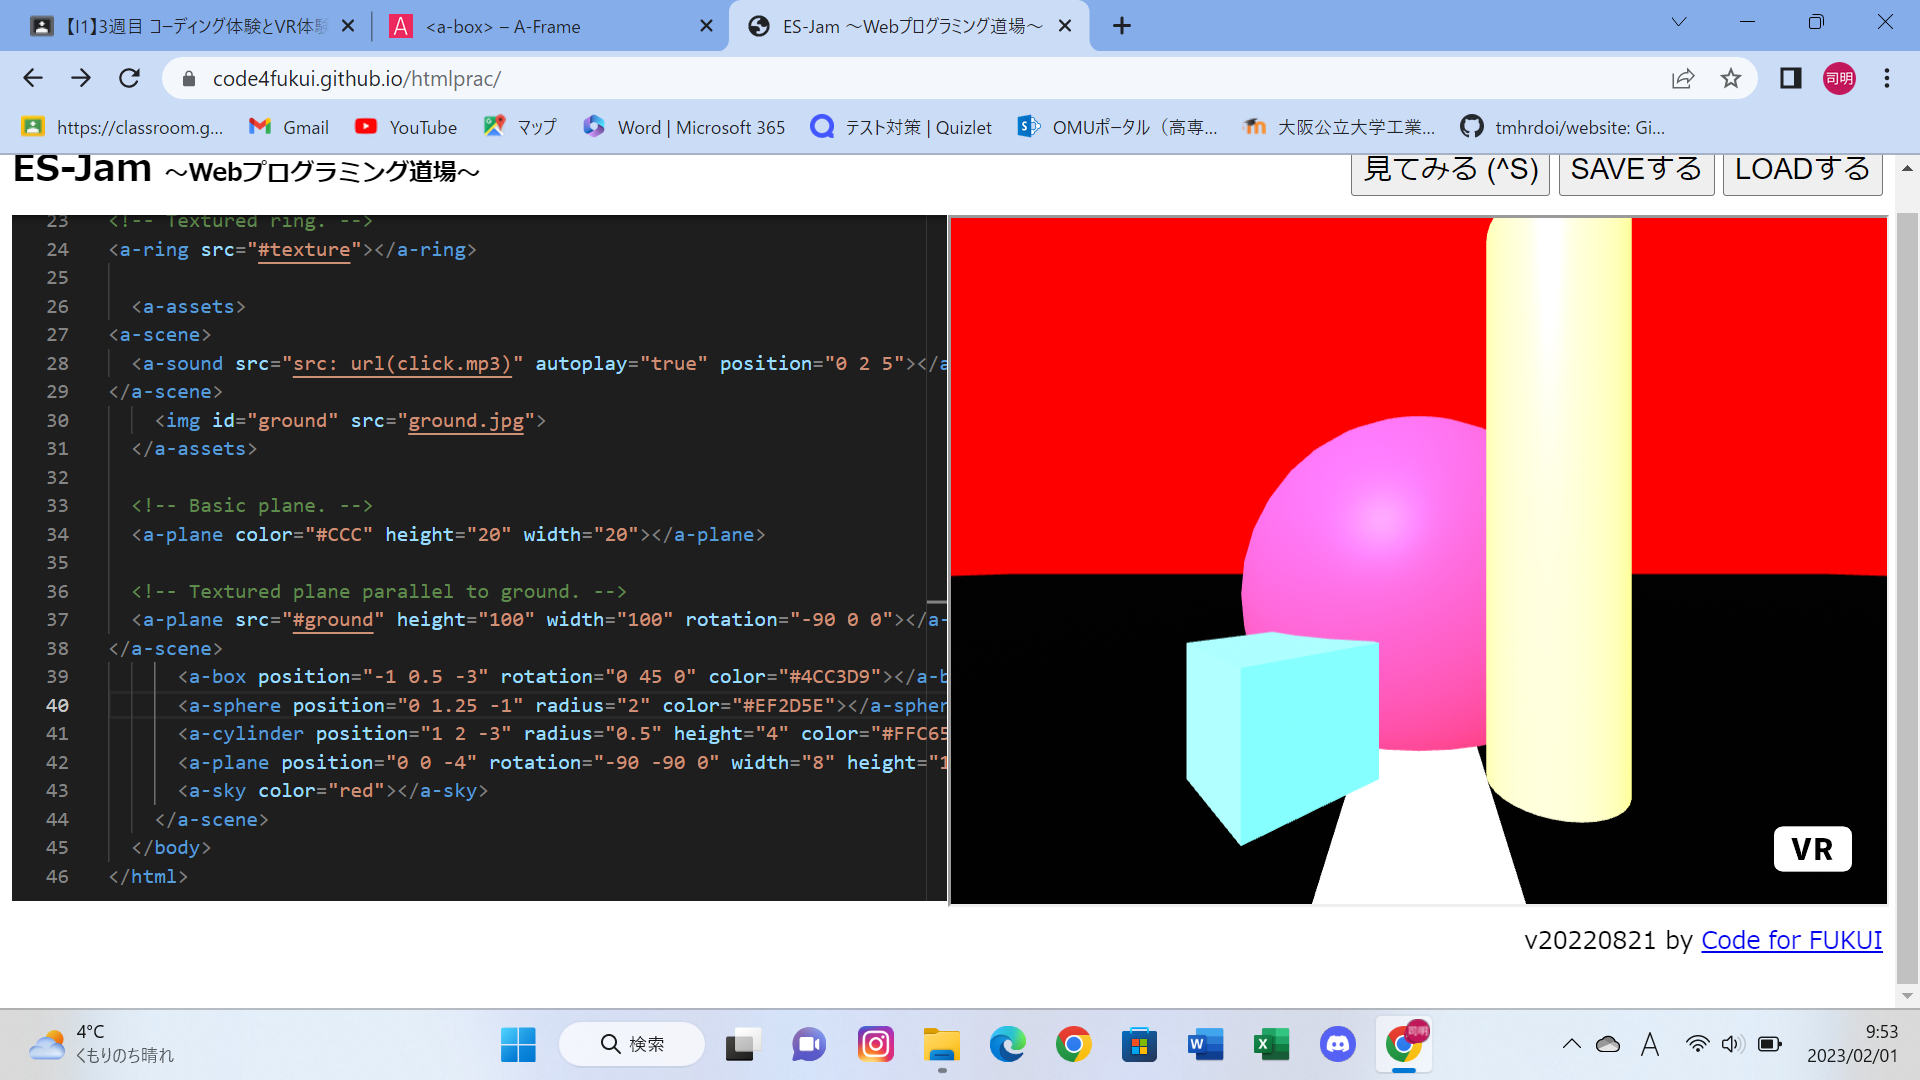 【I1】3週目 コーディング体験とVR体験
<a-box> – A-Frame
ES-Jam ～Webプログラミング道場～
code4fukui.github.io/htmlprac/
司明
https://classroom.g...
Gmail
YouTube
マップ
Word | Microsoft 365
テスト対策 | Quizlet
OMUポータル（高専...
大阪公立大学工業...
tmhrdoi/website: Gi...
ES-Jam ～Webプログラミング道場～
見てみる (^S)
SAVEする
LOADする
23 <!-- Textured ring. -->
24 <a-ring src="#texture"></a-ring>
25
26 <a-assets>
27 <a-scene>
28 <a-sound src="src: url(click.mp3)" autoplay="true" position="0 2 5"></a
29 </a-scene>
30 <img id="ground" src="ground.jpg">
31 </a-assets>
32
33 <!-- Basic plane. -->
34 <a-plane color="#CCC" height="20" width="20"></a-plane>
35
36 <!-- Textured plane parallel to ground. -->
37 <a-plane src="#ground" height="100" width="100" rotation="-90 0 0"></a-
38 </a-scene>
39 <a-box position="-1 0.5 -3" rotation="0 45 0" color="#4CC3D9"></a-b
40 <a-sphere position="0 1.25 -1" radius="2" color="#EF2D5E"></a-spher
41 <a-cylinder position="1 2 -3" radius="0.5" height="4" color="#FFC65
42 <a-plane position="0 0 -4" rotation="-90 -90 0" width="8" height="1
43 <a-sky color="red"></a-sky>
44 </a-scene>
45 </body>
46 </html>
VR
v20220821 by Code for FUKUI
4°C
くもりのち晴れ
検索
司明
A
9:53
2023/02/01